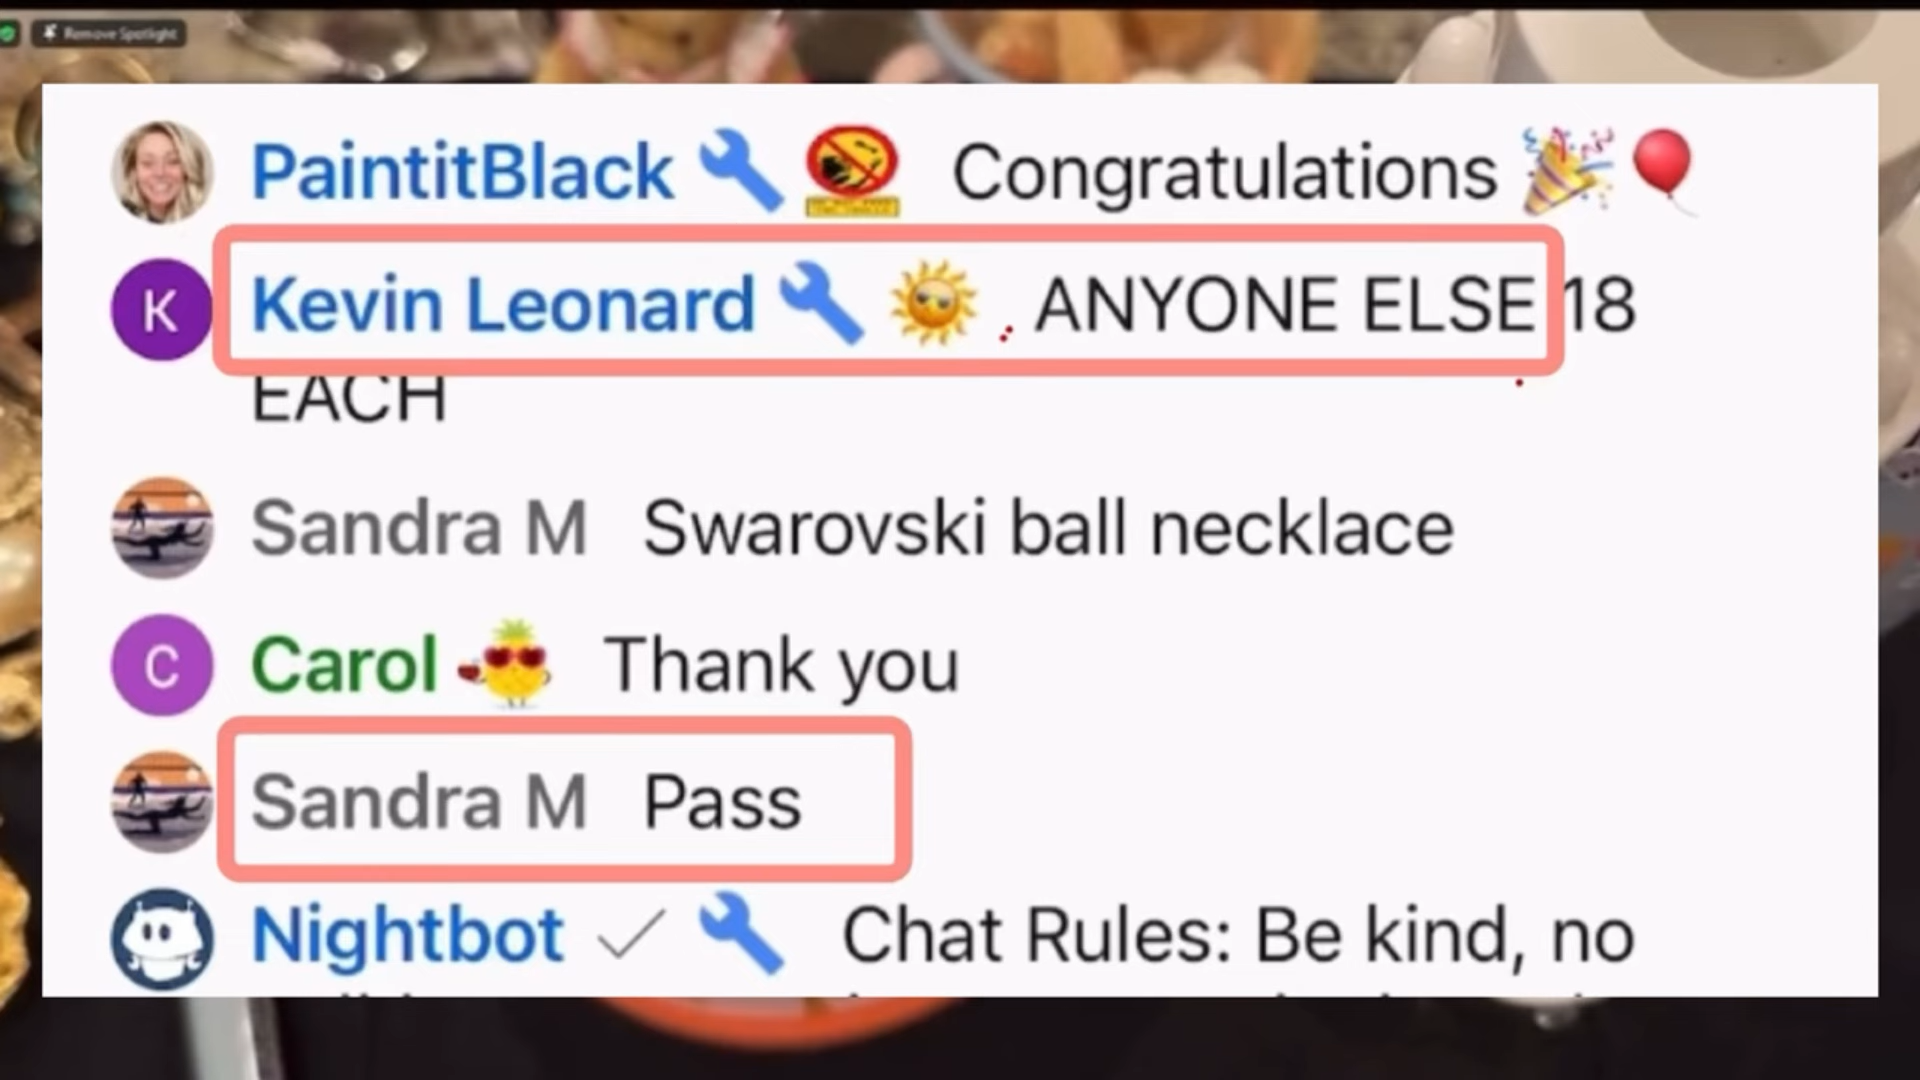 Remove Spotlight
PaintitBlack Congratulations
K Kevin Leonard ANYONE ELSE 18
EACH
Sandra M Swarovski ball necklace
C Carol Thank you
Sandra M Pass
Nightbot Chat Rules: Be kind, no